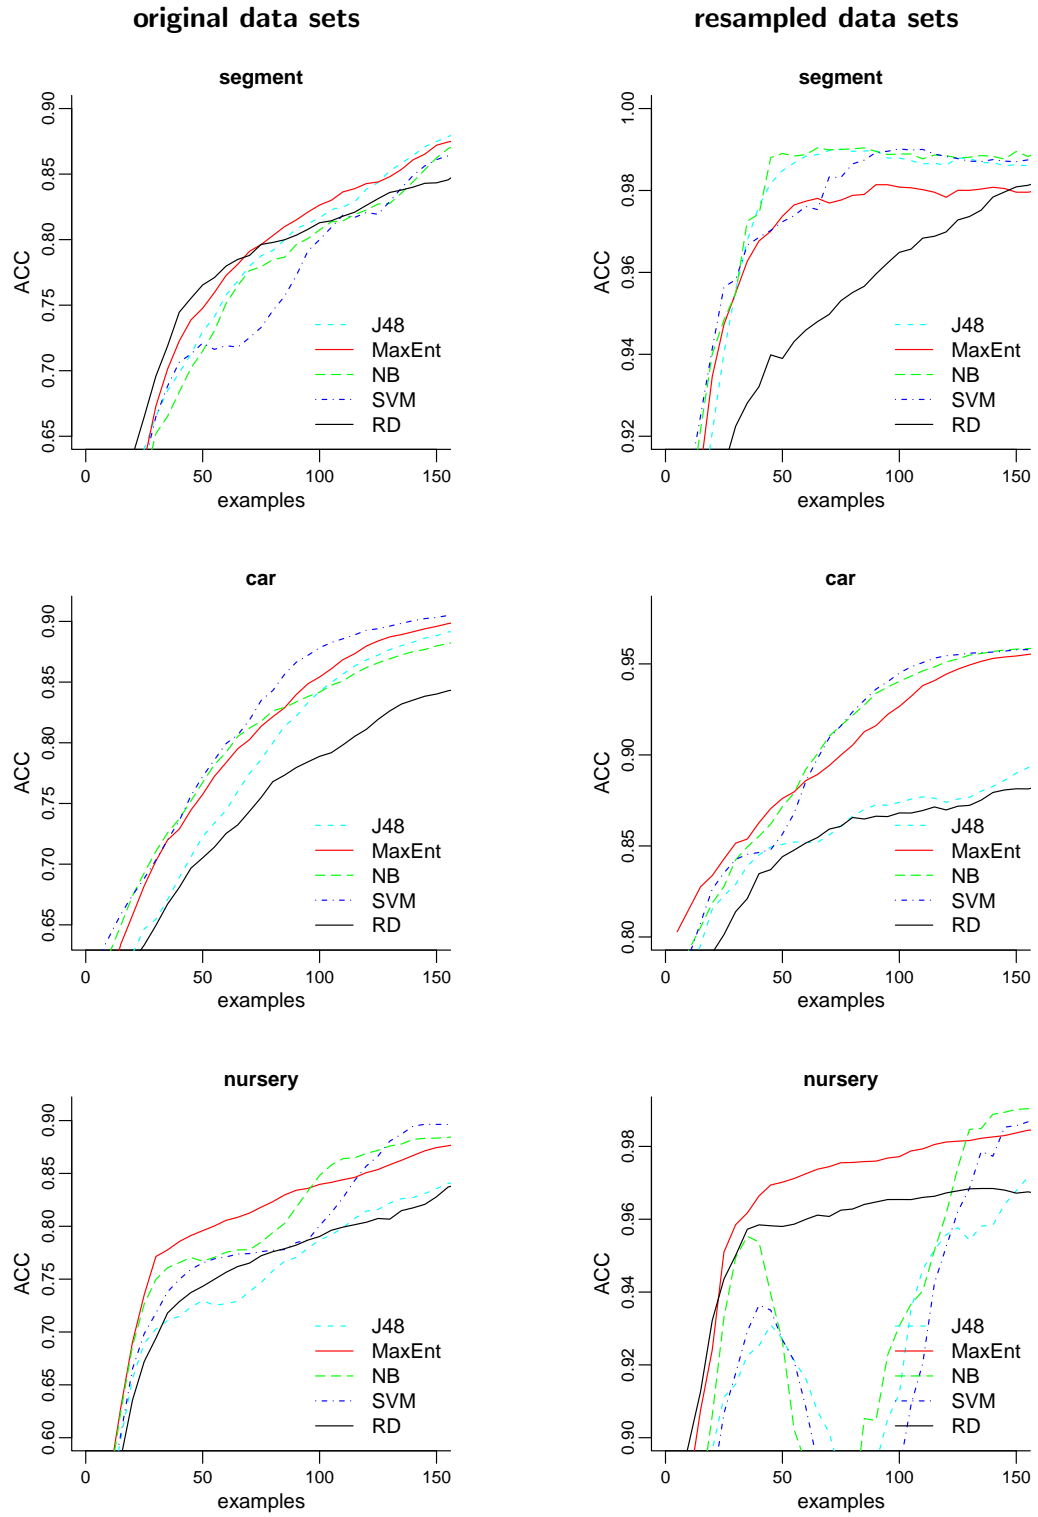 original data sets
resampled data sets
segment
ACC
0.65 0.70 0.75 0.80 0.85 0.90
J48
MaxEnt
NB
SVM
RD
0 50 100 150
examples
segment
ACC
0.92 0.94 0.96 0.98 1.00
J48
MaxEnt
NB
SVM
RD
0 50 100 150
examples
car
ACC
0.65 0.70 0.75 0.80 0.85 0.90
J48
MaxEnt
NB
SVM
RD
0 50 100 150
examples
car
ACC
0.80 0.85 0.90 0.95
J48
MaxEnt
NB
SVM
RD
0 50 100 150
examples
nursery
ACC
0.60 0.65 0.70 0.75 0.80 0.85 0.90
J48
MaxEnt
NB
SVM
RD
0 50 100 150
examples
nursery
ACC
0.90 0.92 0.94 0.96 0.98
J48
MaxEnt
NB
SVM
RD
0 50 100 150
examples